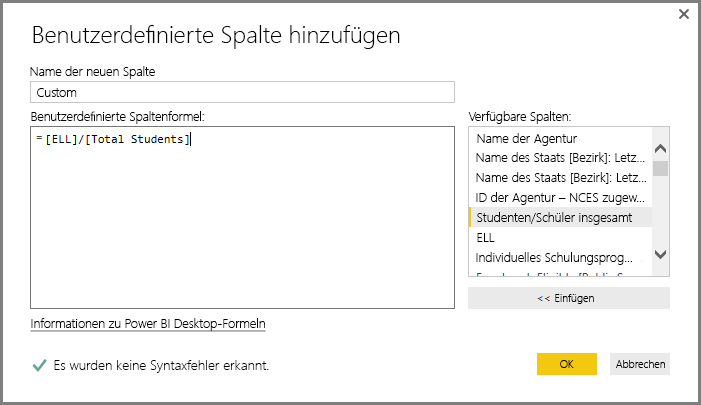 Benutzerdefinierte Spalte hinzufügen
Name der neuen Spalte
Custom
Benutzerdefinierte Spaltenformel:
=[ELL]/[Total Students]
Verfügbare Spalten:
Name der Agentur
Name des Staats [Bezirk]: Letz...
Name des Staats [Bezirk]: Letz...
ID der Agentur – NCES zugew...
Studenten/Schüler insgesamt
ELL
Individuelles Schulungsprog...
<< Einfügen
Informationen zu Power BI Desktop-Formeln
Es wurden keine Syntaxfehler erkannt.
OK
Abbrechen